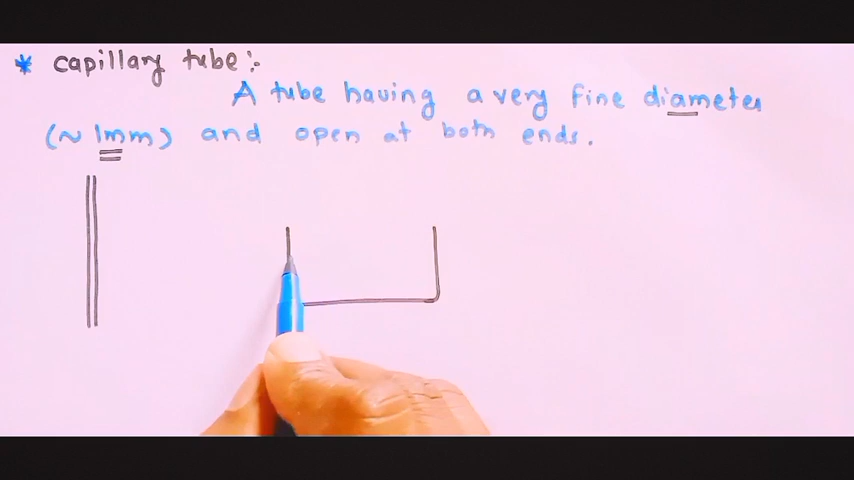 * capillary tube:-
A tube having a very fine diameter
(~ 1mm) and open at both ends.